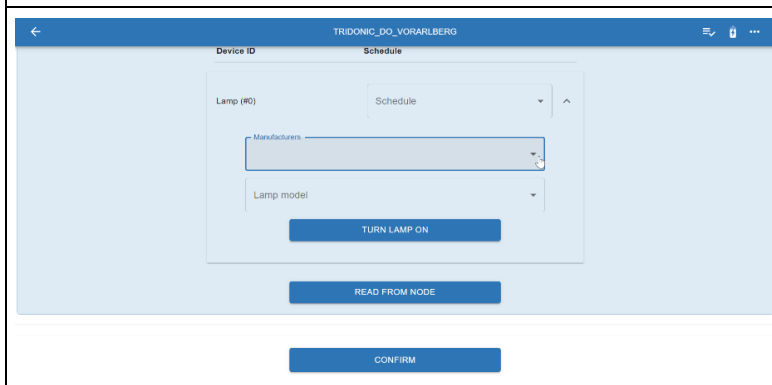 TRIDONIC_DO_VORARLBERG
Device ID Schedule
Lamp (#0) Schedule
Manufacturers
Lamp model
TURN LAMP ON
READ FROM NODE
CONFIRM